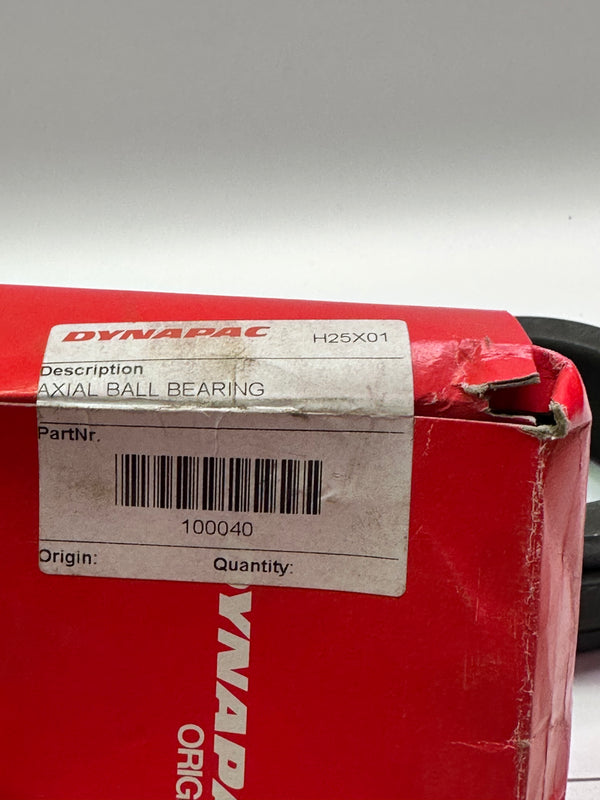 DYNAPAC
H25X01
Description
AXIAL BALL BEARING
PartNr.
100040
Origin:
Quantity:
DYNAPA
ORIG